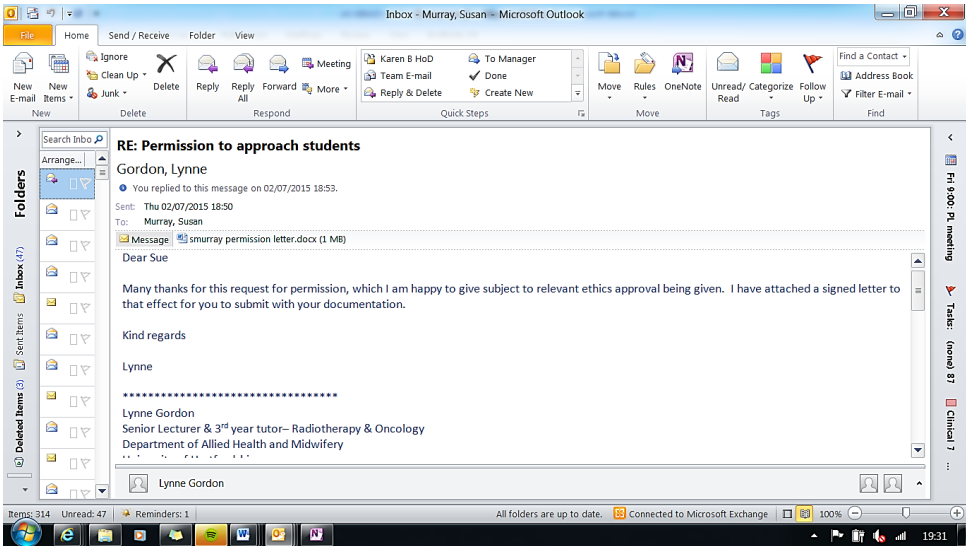 Inbox - Murray, Susan - Microsoft Outlook
File Home Send / Receive Folder View
Ignore
Clean Up
Junk
Delete
New E-mail
New Items
Reply
Reply All
Forward
Meeting
More
Karen B HoD
Team E-mail
Reply & Delete
To Manager
Done
Create New
Move
Rules
OneNote
Unread/ Read
Categorize
Follow Up
Find a Contact
Address Book
Filter E-mail
New Delete Respond Quick Steps Move Tags Find
Search Inbo
Arrange...
Folders
Inbox (47)
Sent Items
Deleted Items (3)
RE: Permission to approach students
Gordon, Lynne
You replied to this message on 02/07/2015 18:53.
Sent: Thu 02/07/2015 18:50
To: Murray, Susan
Message smurray permission letter.docx (1 MB)
Dear Sue
Many thanks for this request for permission, which I am happy to give subject to relevant ethics approval being given. I have attached a signed letter to
that effect for you to submit with your documentation.
Kind regards
Lynne
**********************************
Lynne Gordon
Senior Lecturer & 3rd year tutor– Radiotherapy & Oncology
Department of Allied Health and Midwifery
Lynne Gordon
Fri 9:00: PL meeting
Tasks: (none) 87
Clinical 7
Items: 314 Unread: 47 Reminders: 1 All folders are up to date. Connected to Microsoft Exchange 100%
19:31